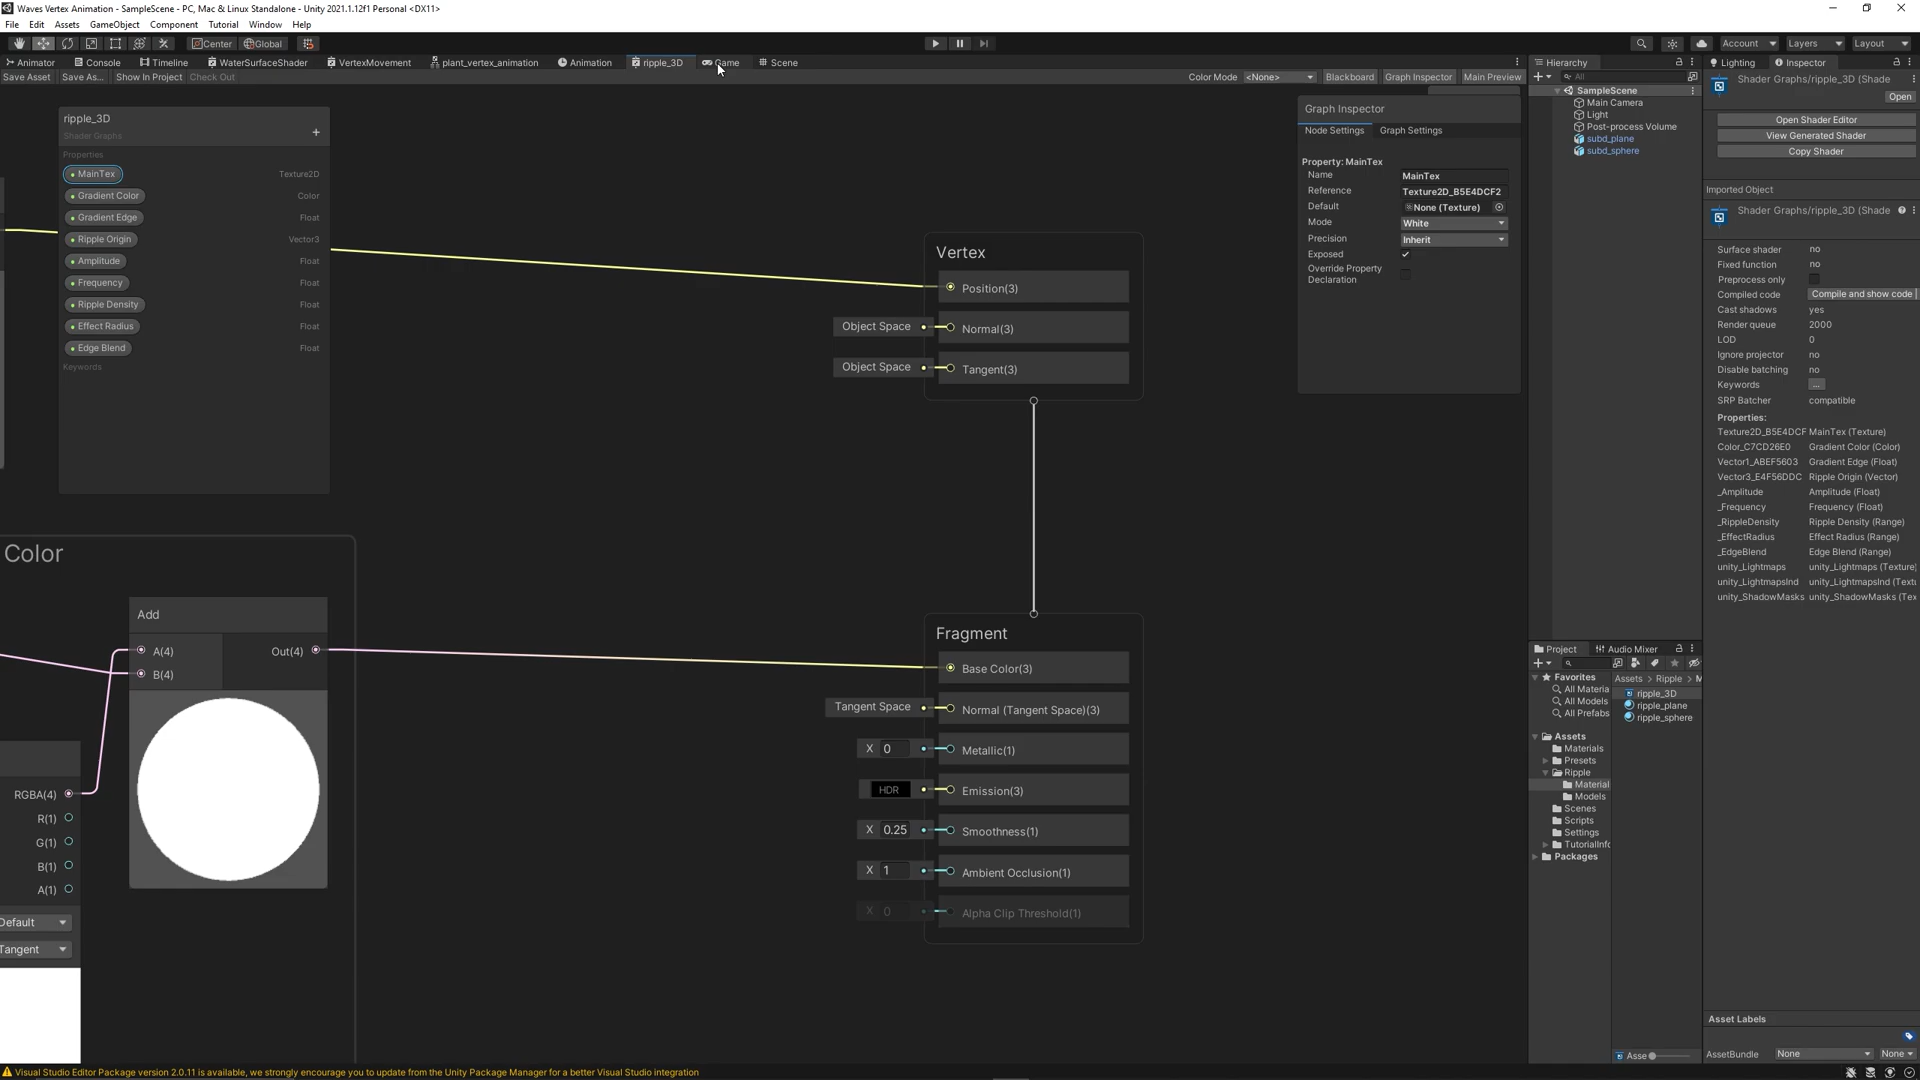 Waves Vertex Animation - SampleScene - PC, Mac & Linux Standalone - Unity 2021.1.12f1 Personal <DX11>
File Edit Assets GameObject Component Tutorial Window Help
Center Global
Account Layers Layout
Animator Console Timeline WaterSurfaceShader VertexMovement plant_vertex_animation Animation ripple_3D Game Scene
Save Asset Save As... Show In Project Check Out
Color Mode <None> Blackboard Graph Inspector Main Preview
ripple_3D
Shader Graphs
Properties
MainTex Texture2D
Gradient Color Color
Gradient Edge Float
Ripple Origin Vector3
Amplitude Float
Frequency Float
Ripple Density Float
Effect Radius Float
Edge Blend Float
Keywords
Color
Add
A(4) Out(4)
B(4)
RGBA(4)
R(1)
G(1)
B(1)
A(1)
Default
Tangent
Vertex
Position(3)
Object Space Normal(3)
Object Space Tangent(3)
Fragment
Base Color(3)
Tangent Space Normal (Tangent Space)(3)
X 0 Metallic(1)
HDR Emission(3)
X 0.25 Smoothness(1)
X 1 Ambient Occlusion(1)
X 0 Alpha Clip Threshold(1)
Graph Inspector
Node Settings Graph Settings
Property: MainTex
Name MainTex
Reference Texture2D_B5E4DCF2
Default None (Texture)
Mode White
Precision Inherit
Exposed
Override Property
Declaration
Hierarchy
All
SampleScene
Main Camera
Light
Post-process Volume
subd_plane
subd_sphere
Project Audio Mixer
Favorites
All Materia
All Models
All Prefabs
Assets
Materials
Presets
Ripple
Material
Models
Scenes
Scripts
Settings
TutorialInfo
Packages
Assets > Ripple > M
ripple_3D
ripple_plane
ripple_sphere
Asse
Lighting Inspector
Shader Graphs/ripple_3D (Shade
Open
Open Shader Editor
View Generated Shader
Copy Shader
Imported Object
Shader Graphs/ripple_3D (Shade
Surface shader no
Fixed function no
Preprocess only
Compiled code Compile and show code
Cast shadows yes
Render queue 2000
LOD 0
Ignore projector no
Disable batching no
Keywords ...
SRP Batcher compatible
Properties:
Texture2D_B5E4DCF MainTex (Texture)
Color_C7CD26E0 Gradient Color (Color)
Vector1_ABEF5603 Gradient Edge (Float)
Vector3_E4F56DDC Ripple Origin (Vector)
_Amplitude Amplitude (Float)
_Frequency Frequency (Float)
_RippleDensity Ripple Density (Range)
_EffectRadius Effect Radius (Range)
_EdgeBlend Edge Blend (Range)
unity_Lightmaps unity_Lightmaps (Texture
unity_LightmapsInd unity_LightmapsInd (Textu
unity_ShadowMasks unity_ShadowMasks (Tex
Asset Labels
AssetBundle None None
Visual Studio Editor Package version 2.0.11 is available, we strongly encourage you to update from the Unity Package Manager for a better Visual Studio integration